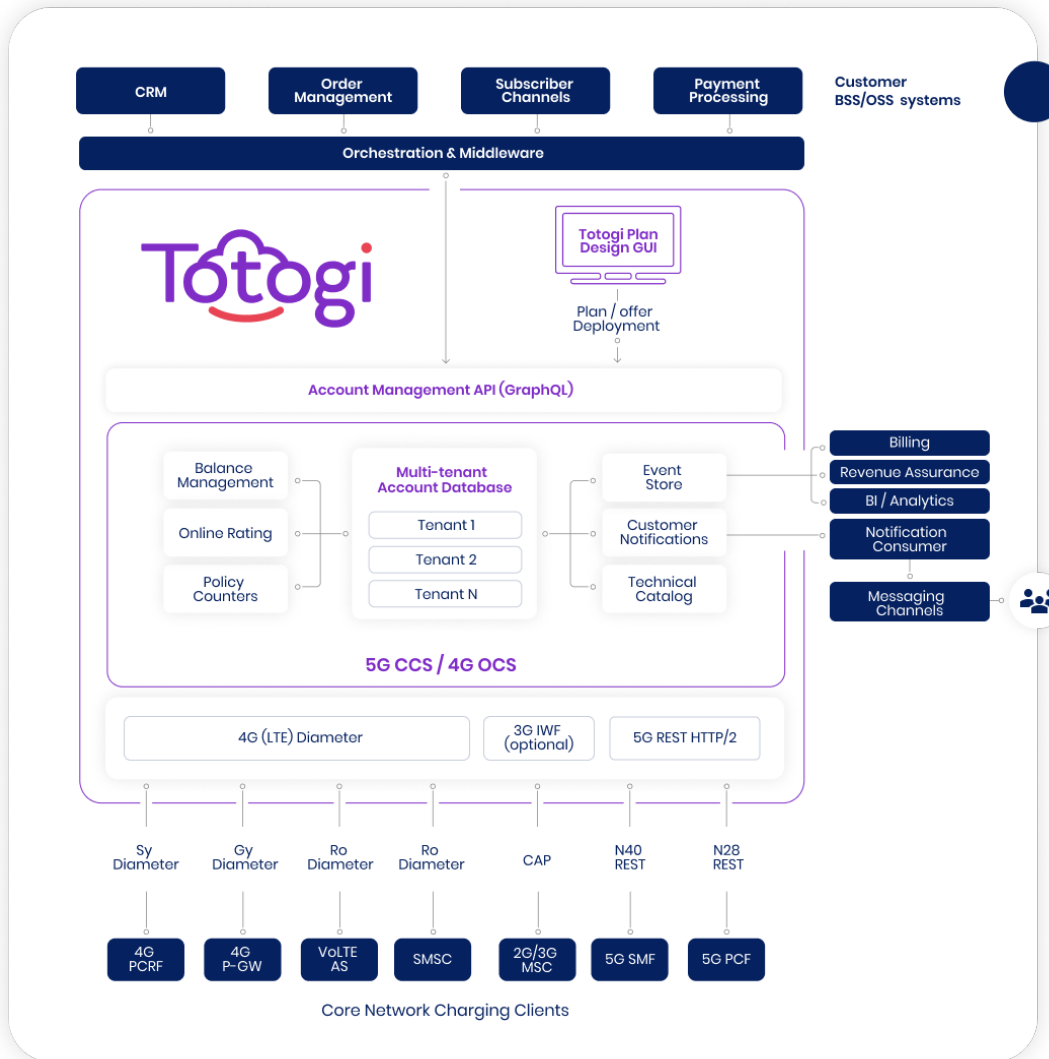 CRM
Order
Management
Subscriber
Channels
Payment
Processing
Customer
BSS/OSS systems
Orchestration & Middleware
Totogi
Totogi Plan
Design GUI
Plan / offer
Deployment
Account Management API (GraphQL)
Balance
Management
Online Rating
Policy
Counters
Multi-tenant
Account Database
Tenant 1
Tenant 2
Tenant N
Event
Store
Customer
Notifications
Technical
Catalog
Billing
Revenue Assurance
BI / Analytics
Notification
Consumer
Messaging
Channels
5G CCS / 4G OCS
4G (LTE) Diameter
3G IWF
(optional)
5G REST HTTP/2
Sy
Diameter
Gy
Diameter
Ro
Diameter
Ro
Diameter
CAP
N40
REST
N28
REST
4G
PCRF
4G
P-GW
VoLTE
AS
SMSC
2G/3G
MSC
5G SMF
5G PCF
Core Network Charging Clients